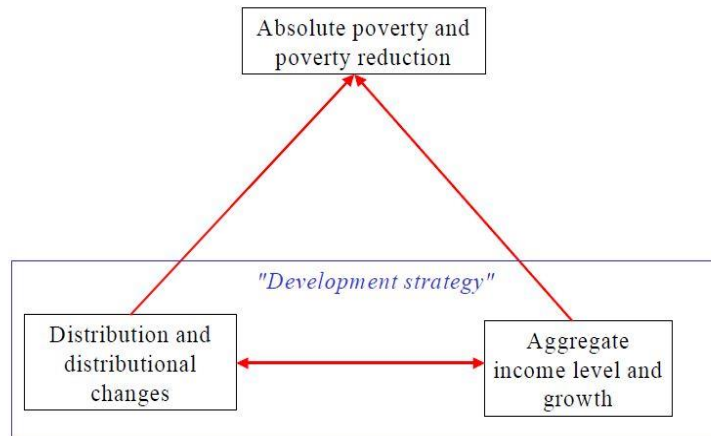 Absolute poverty and
poverty reduction
"Development strategy"
Distribution and
distributional
changes
Aggregate
income level and
growth